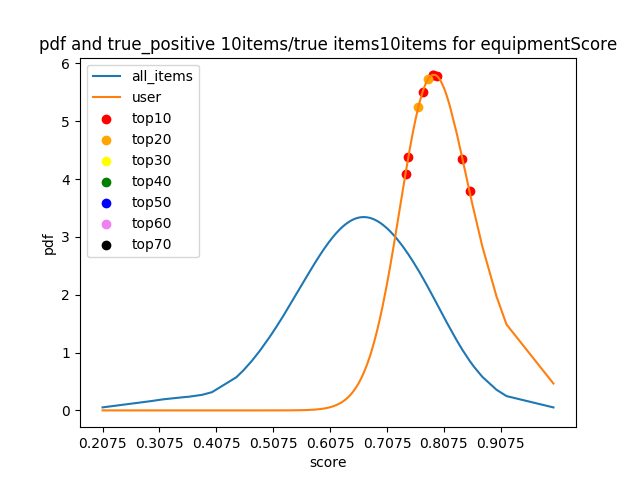 pdf and true_positive 10items/true items10items for equipmentScore
all_items
user
top10
top20
top30
top40
top50
top60
top70
pdf
6
5
4
3
2
1
0
0.2075 0.3075 0.4075 0.5075 0.6075 0.7075 0.8075 0.9075
score